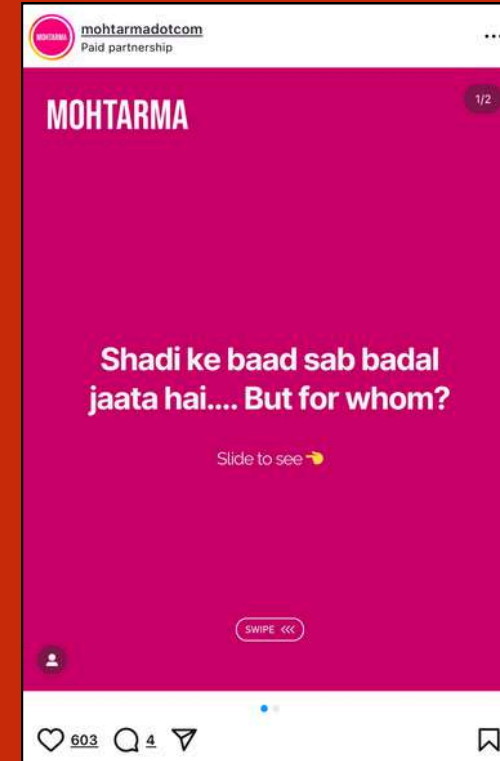 MOHTARMA
mohtarmadotcom
Paid partnership
MOHTARMA
1/2
Shadi ke baad sab badal
jaata hai.... But for whom?
Slide to see
SWIPE <<<
603
4